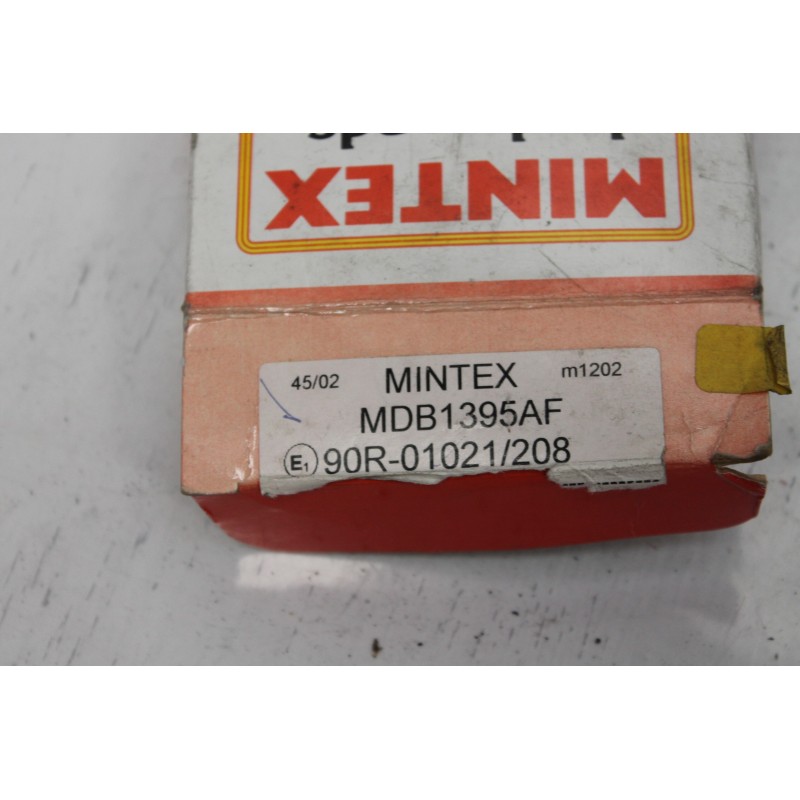 MINTEX
45/02 MINTEX m1202
MDB1395AF
E1 90R-01021/208